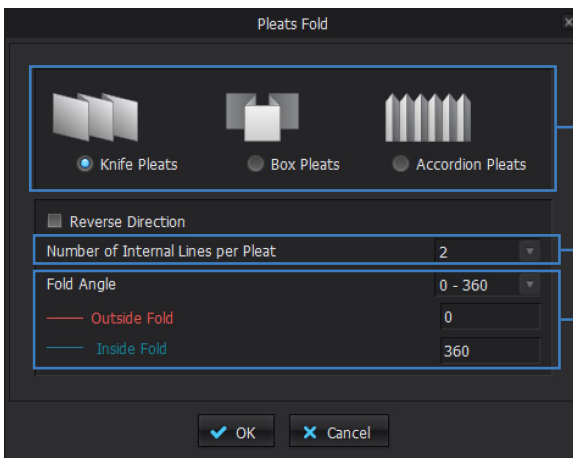 Pleats Fold
Knife Pleats Box Pleats Accordion Pleats
Reverse Direction
Number of Internal Lines per Pleat 2
Fold Angle 0 - 360
Outside Fold 0
Inside Fold 360
OK Cancel